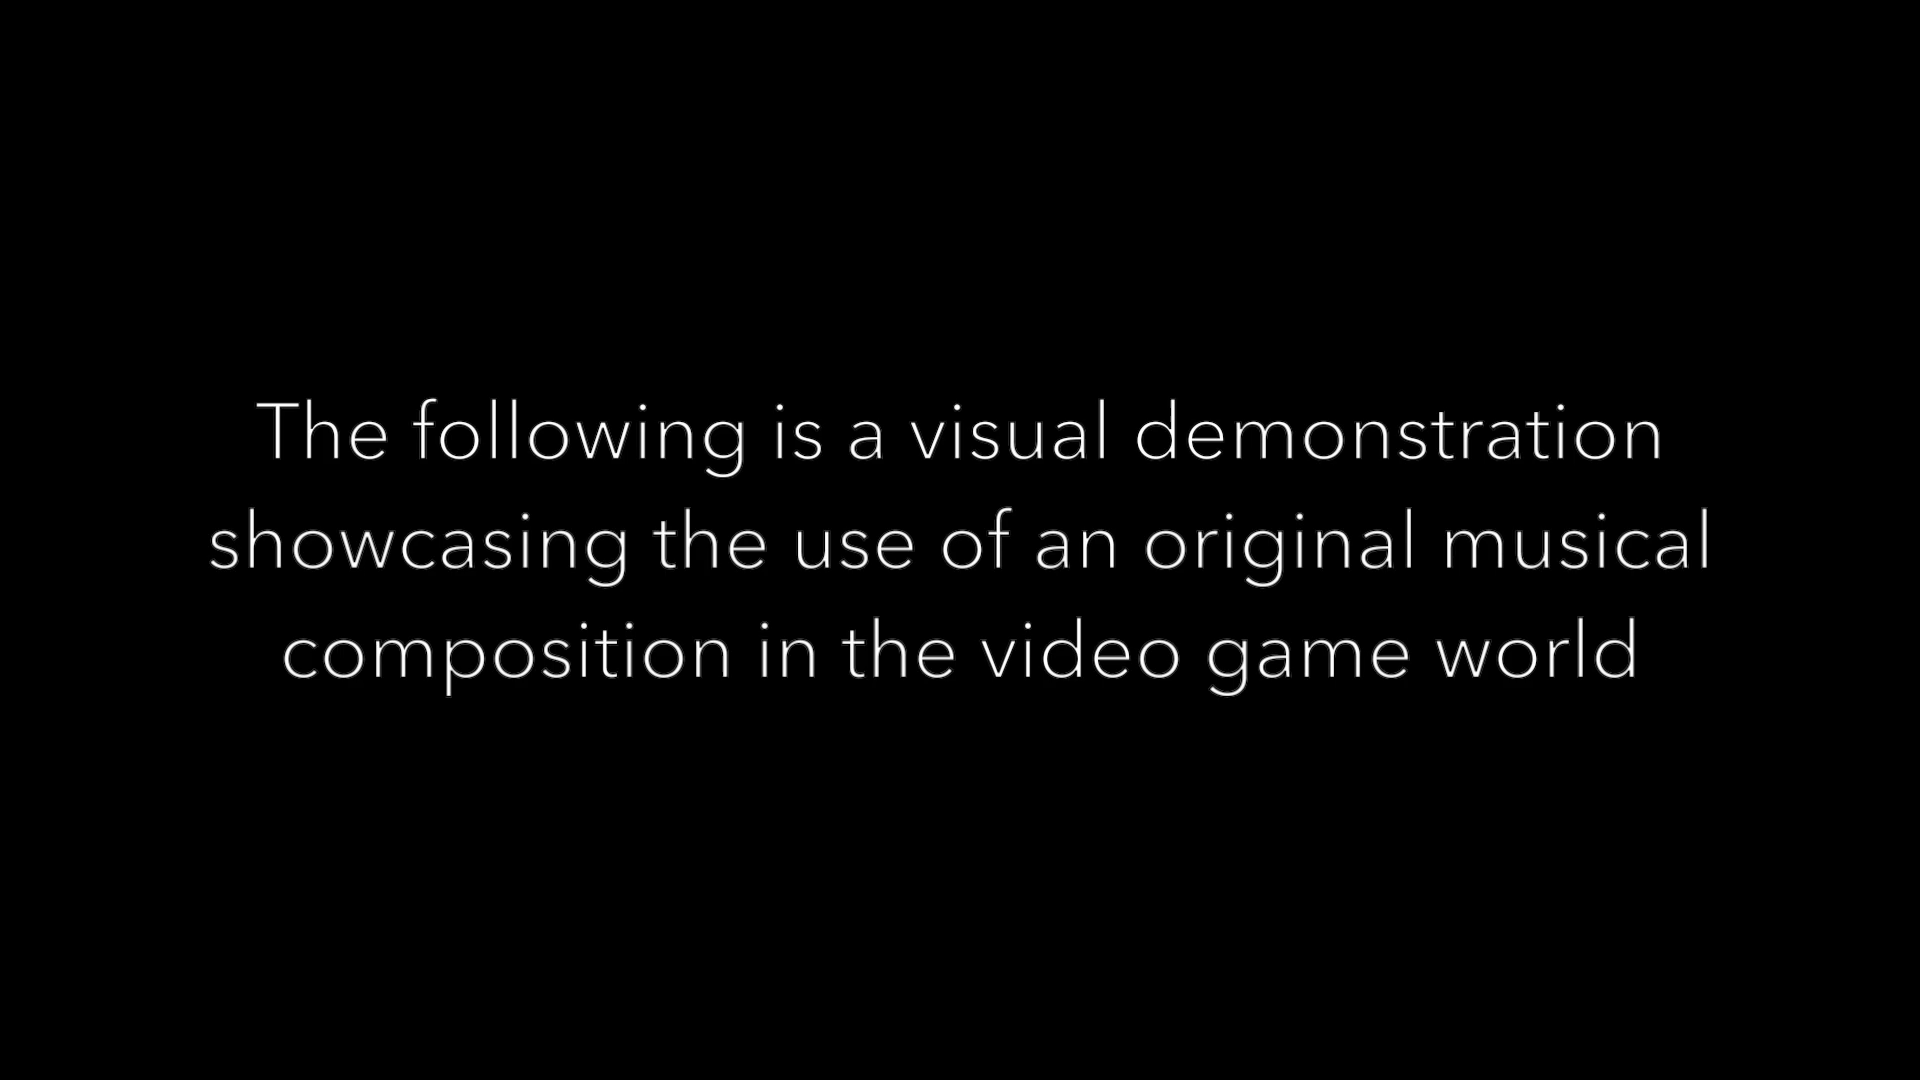 The following is a visual demonstration
showcasing the use of an original musical
composition in the video game world